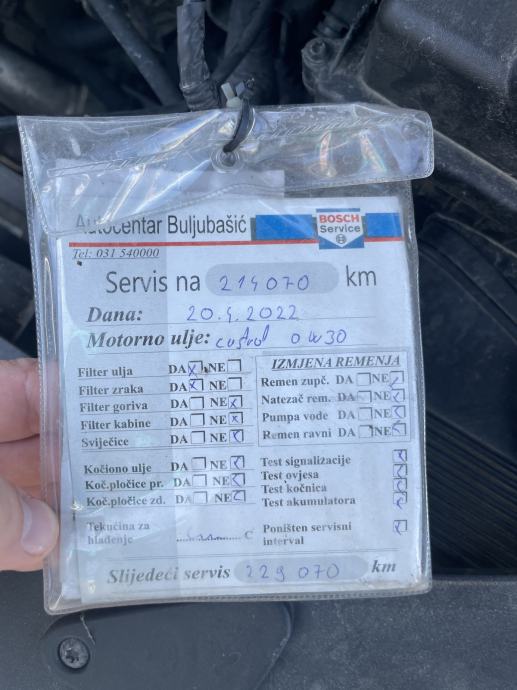 Autocentar Buljubašić BOSCH Service
Tel: 031 540000
Servis na 214070 km
Dana: 20.4.2022
Motorno ulje: castrol 0W30
Filter ulja DA x NE
Filter zraka DA x NE
Filter goriva DA NE x
Filter kabine DA NE x
Sviječice DA NE x
Kočiono ulje DA NE x
Koč.pločice pr. DA NE x
Koč.pločice zd. DA NE x
Tekućina za hlađenje C
IZMJENA REMENJA
Remen zupč. DA NE x
Natezač rem. DA NE x
Pumpa vode DA NE x
Remen ravni DA NE x
Test signalizacije x
Test ovjesa x
Test kočnica x
Test akumulatora x
Poništen servisni interval x
Slijedeći servis 229 070 km